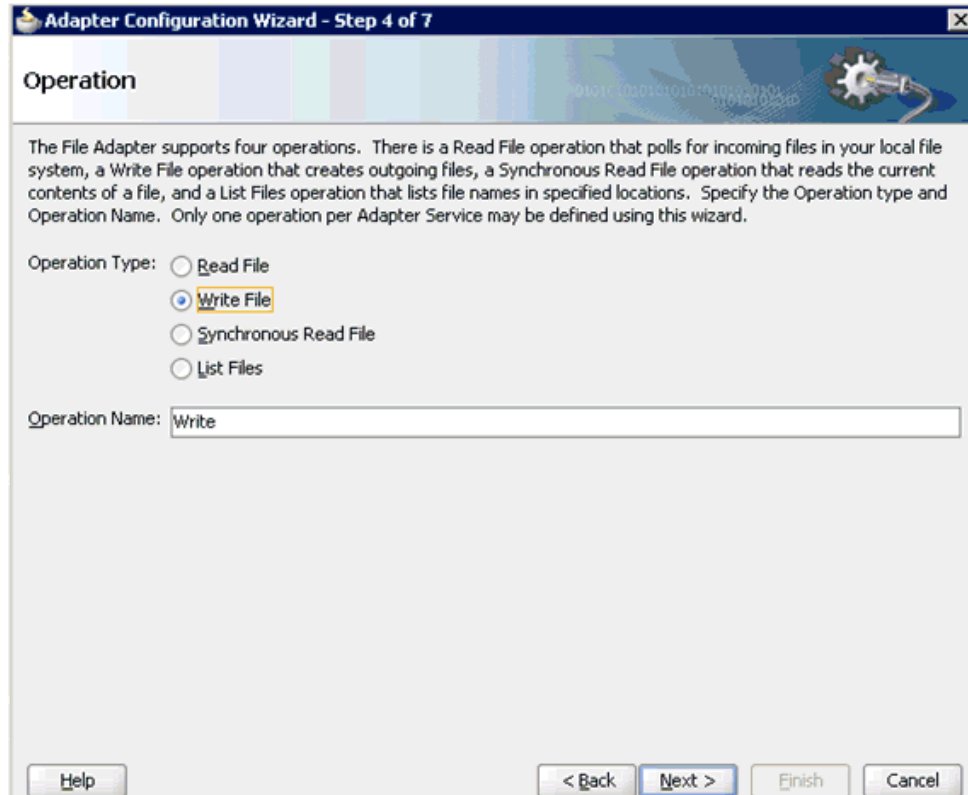 Adapter Configuration Wizard - Step 4 of 7
Operation
The File Adapter supports four operations. There is a Read File operation that polls for incoming files in your local file
system, a Write File operation that creates outgoing files, a Synchronous Read File operation that reads the current
contents of a file, and a List Files operation that lists file names in specified locations. Specify the Operation type and
Operation Name. Only one operation per Adapter Service may be defined using this wizard.
Operation Type: Read File
Write File
Synchronous Read File
List Files
Operation Name: Write
Help < Back Next > Finish Cancel